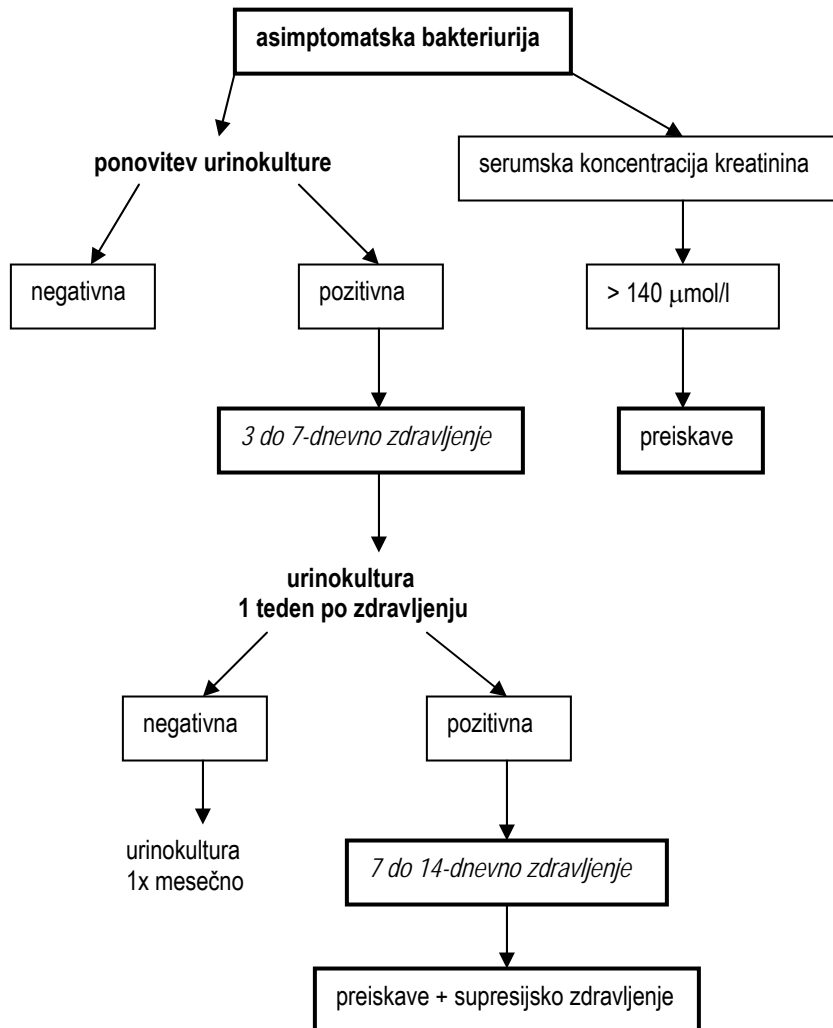 asimptomatska bakteriurija
ponovitev urinokulture
serumska koncentracija kreatinina
negativna
pozitivna
> 140 μmol/l
3 do 7-dnevno zdravljenje
preiskave
urinokultura
1 teden po zdravljenju
negativna
pozitivna
urinokultura
1x mesečno
7 do 14-dnevno zdravljenje
preiskave + supresijsko zdravljenje